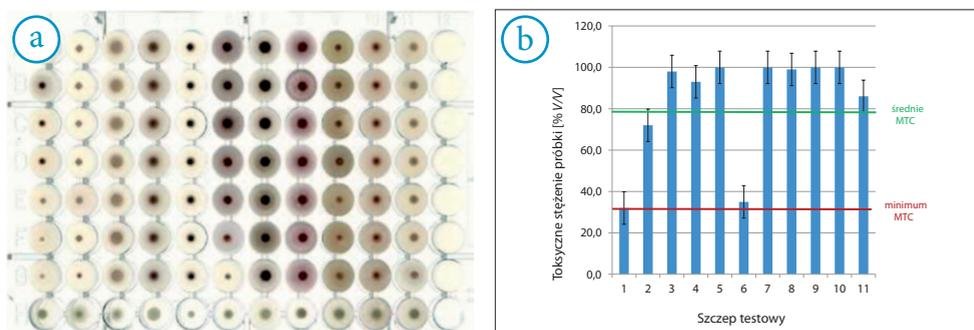 a
b
120,0
100,0
80,0
60,0
40,0
20,0
0,0
Toksyczne stężenie próbki [% V/V]
średnie
MTC
minimum
MTC
1 2 3 4 5 6 7 8 9 10 11
Szczep testowy